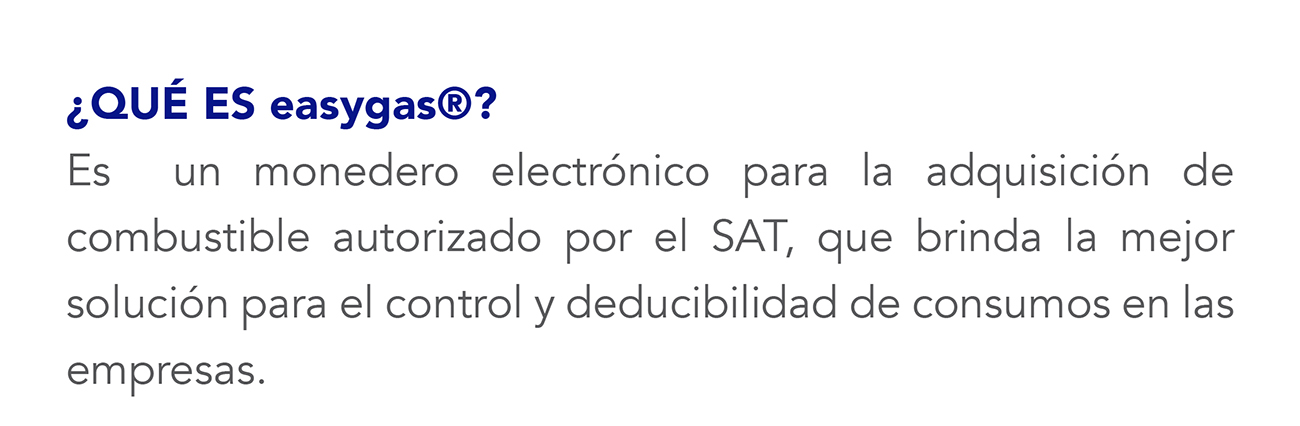 ¿QUÉ ES easygas®?
Es un monedero electrónico para la adquisición de
combustible autorizado por el SAT, que brinda la mejor
solución para el control y deducibilidad de consumos en las
empresas.